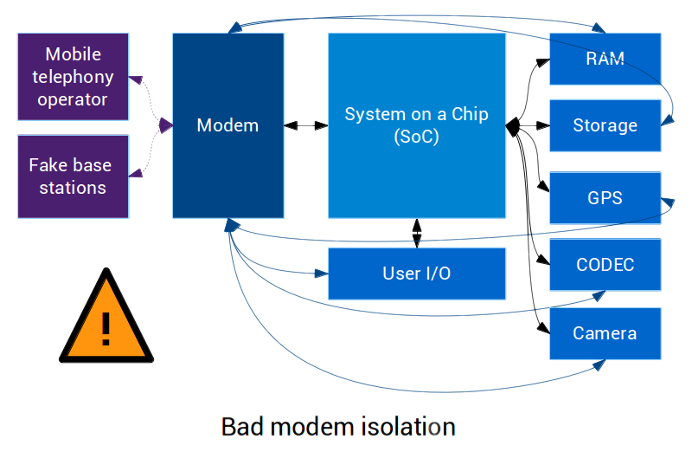 Mobile
telephony
operator
Fake base
stations
Modem
System on a Chip
(SoC)
User I/O
RAM
Storage
GPS
CODEC
Camera
!
Bad modem isolation